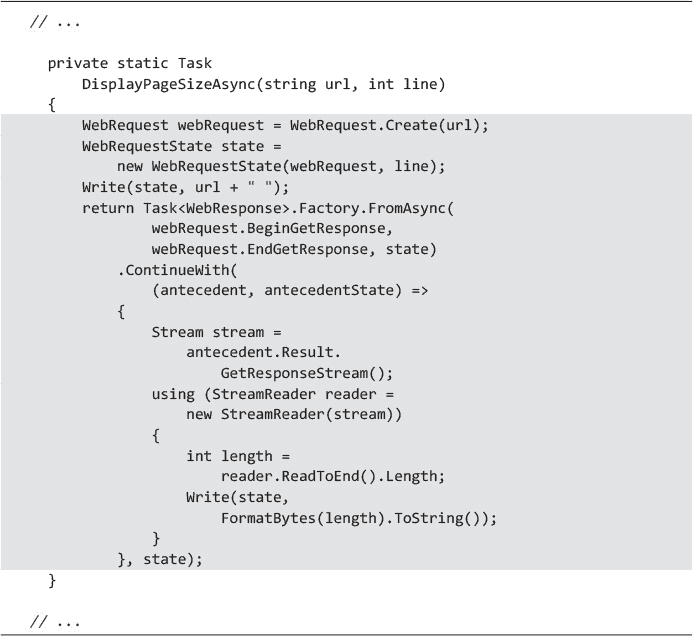 // ...
private static Task
DisplayPageSizeAsync(string url, int line)
{
WebRequest webRequest = WebRequest.Create(url);
WebRequestState state =
new WebRequestState(webRequest, line);
Write(state, url + " ");
return Task<WebResponse>.Factory.FromAsync(
webRequest.BeginGetResponse,
webRequest.EndGetResponse, state)
.ContinueWith(
(antecedent, antecedentState) =>
{
Stream stream =
antecedent.Result.
GetResponseStream();
using (StreamReader reader =
new StreamReader(stream))
{
int length =
reader.ReadToEnd().Length;
Write(state,
FormatBytes(length).ToString());
}
}, state);
}
// ...